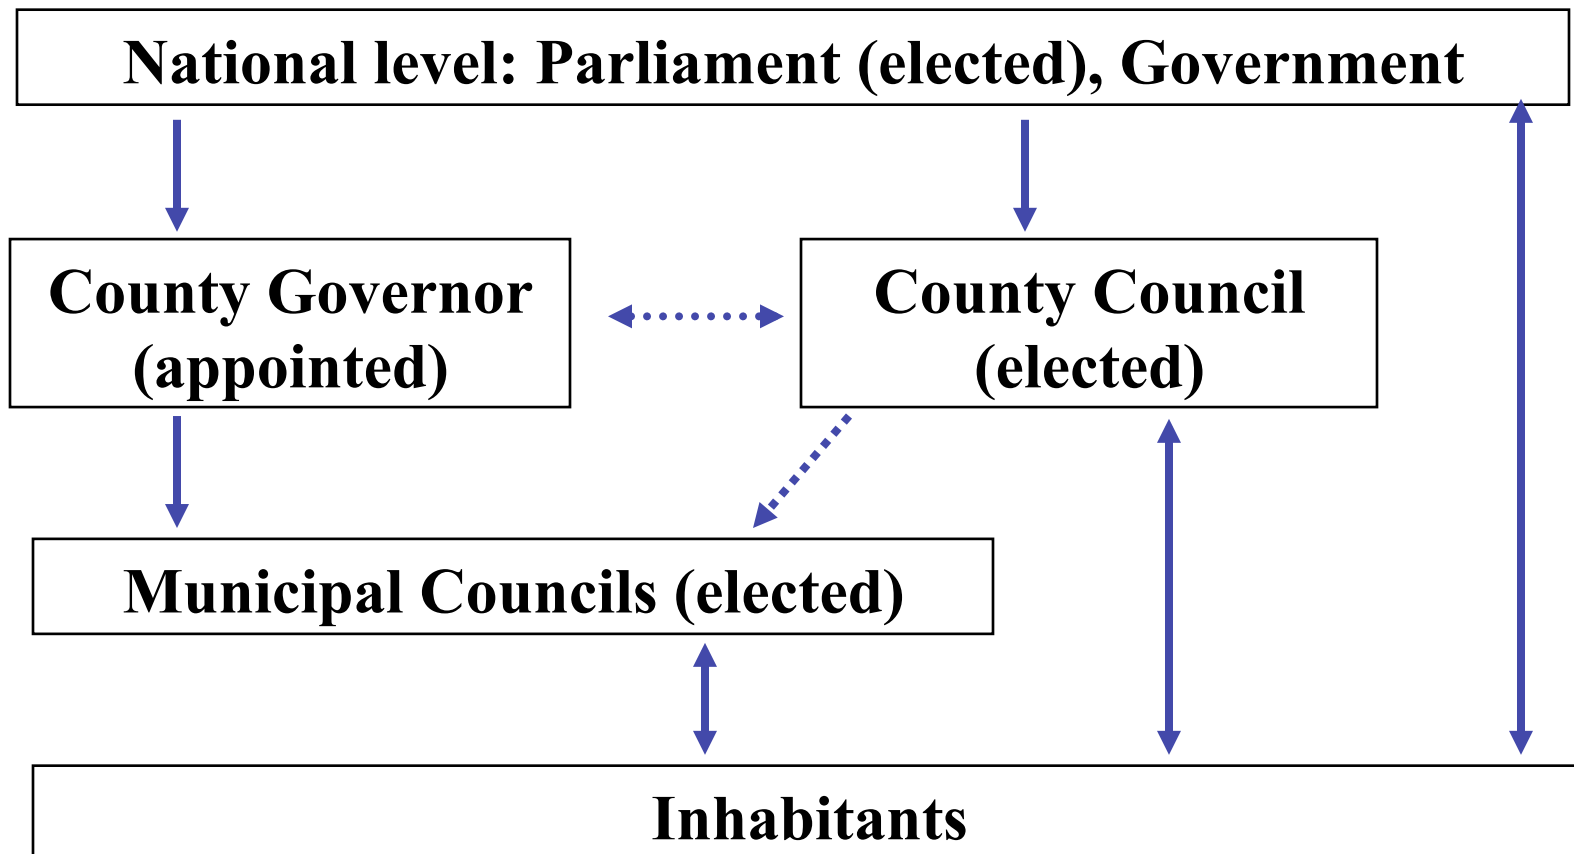 National level: Parliament (elected), Government
County Governor
(appointed)
County Council
(elected)
Municipal Councils (elected)
Inhabitants